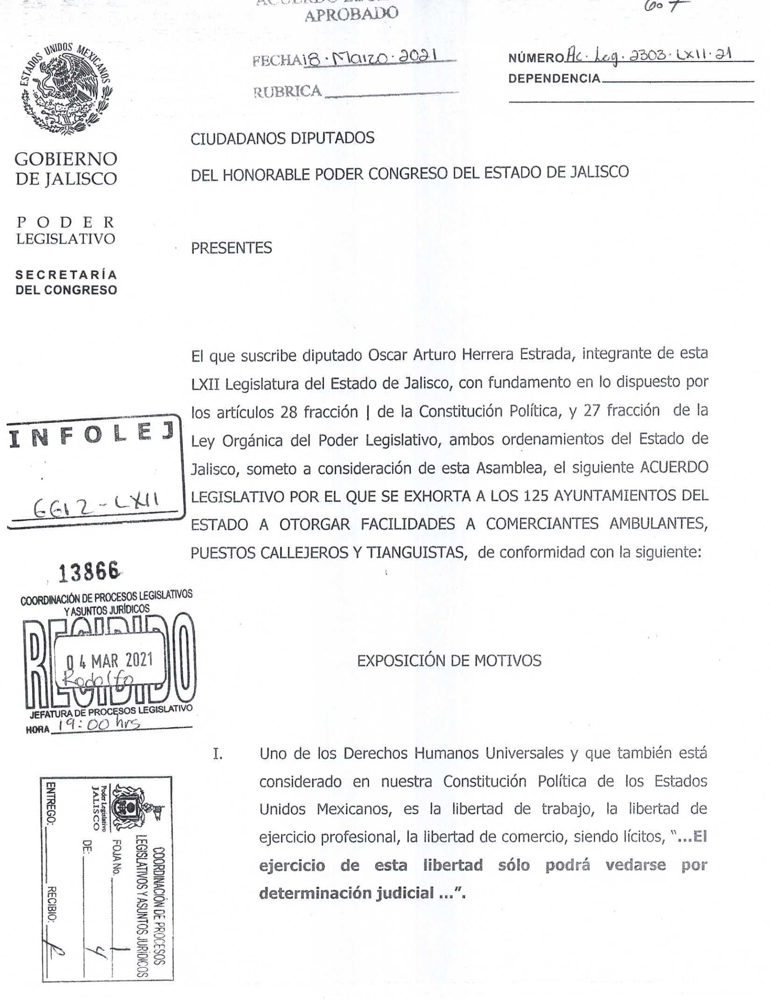 APROBADO
607
FECHA 18·Marzo·2021
RUBRICA
NÚMERO Ac. Leg. 2303·LXII·21
DEPENDENCIA
ESTADOS UNIDOS MEXICANOS
GOBIERNO
DE JALISCO
PODER
LEGISLATIVO
SECRETARÍA
DEL CONGRESO
CIUDADANOS DIPUTADOS
DEL HONORABLE PODER CONGRESO DEL ESTADO DE JALISCO
PRESENTES
El que suscribe diputado Oscar Arturo Herrera Estrada, integrante de esta
LXII Legislatura del Estado de Jalisco, con fundamento en lo dispuesto por
los artículos 28 fracción | de la Constitución Política, y 27 fracción de la
Ley Orgánica del Poder Legislativo, ambos ordenamientos del Estado de
Jalisco, someto a consideración de esta Asamblea, el siguiente ACUERDO
LEGISLATIVO POR EL QUE SE EXHORTA A LOS 125 AYUNTAMIENTOS DEL
ESTADO A OTORGAR FACILIDADES A COMERCIANTES AMBULANTES,
PUESTOS CALLEJEROS Y TIANGUISTAS, de conformidad con la siguiente:
INFOLEJ
6612-LXII
13866
COORDINACIÓN DE PROCESOS LEGISLATIVOS
Y ASUNTOS JURÍDICOS
RECIBIDO
04 MAR 2021
Rodolfo
JEFATURA DE PROCESOS LEGISLATIVO
HORA 19:00 hrs
EXPOSICIÓN DE MOTIVOS
I. Uno de los Derechos Humanos Universales y que también está
considerado en nuestra Constitución Política de los Estados
Unidos Mexicanos, es la libertad de trabajo, la libertad de
ejercicio profesional, la libertad de comercio, siendo lícitos, "...El
ejercicio de esta libertad sólo podrá vedarse por
determinación judicial ...".
COORDINACIÓN DE PROCESOS
LEGISLATIVOS Y ASUNTOS JURÍDICOS
Poder Legislativo
JALISCO
FOJA No. 1
DE: 4
ENTREGO: RECIBIO: